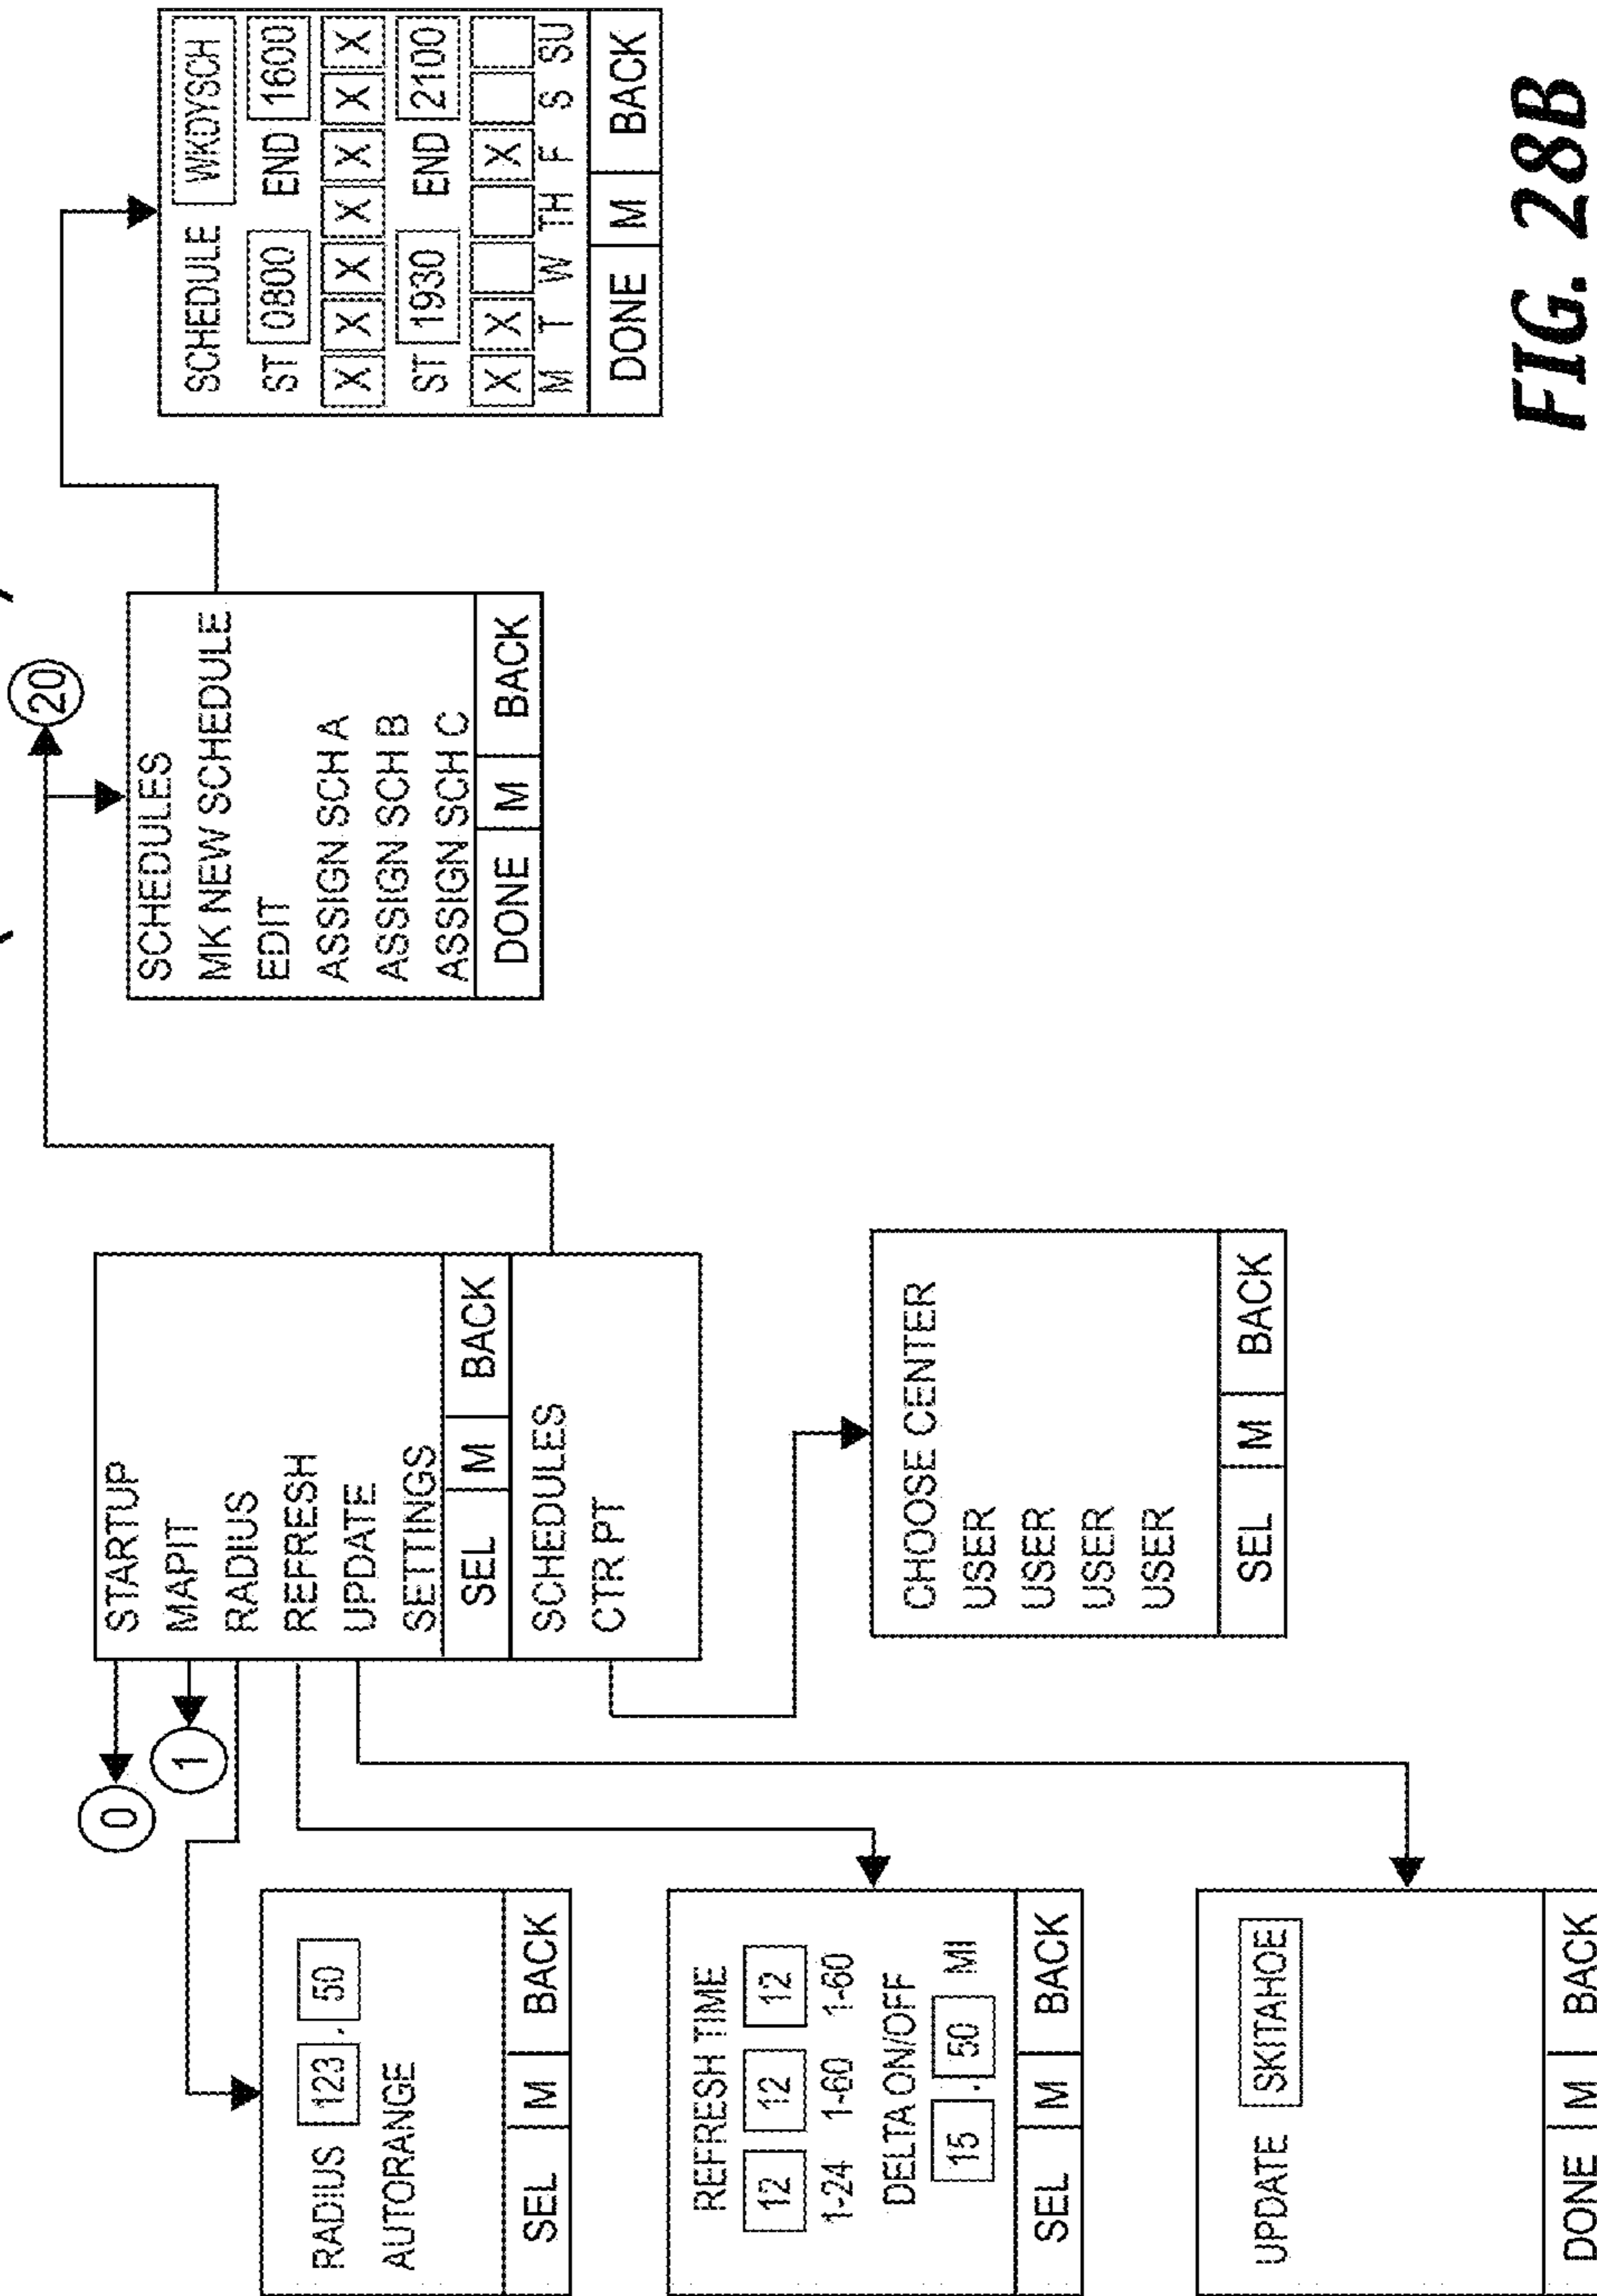 0
1
20
STARTUP
MAPIT
RADIUS
REFRESH
UPDATE
SETTINGS
SEL M BACK
SCHEDULES
CTR PT
RADIUS 123 . 50
AUTORANGE
SEL M BACK
REFRESH TIME
12 12 12
1-24 1-60 1-60
DELTA ON/OFF
15 . 50 MI
SEL M BACK
UPDATE SKITAHOE
DONE M BACK
CHOOSE CENTER
USER
USER
USER
USER
SEL M BACK
SCHEDULES
MK NEW SCHEDULE
EDIT
ASSIGN SCH A
ASSIGN SCH B
ASSIGN SCH C
DONE M BACK
SCHEDULE WKDYSCH
ST 0800 END 1600
X X X X X X X
ST 1930 END 2100
X X X
M T W TH F S SU
DONE M BACK
FIG. 28B